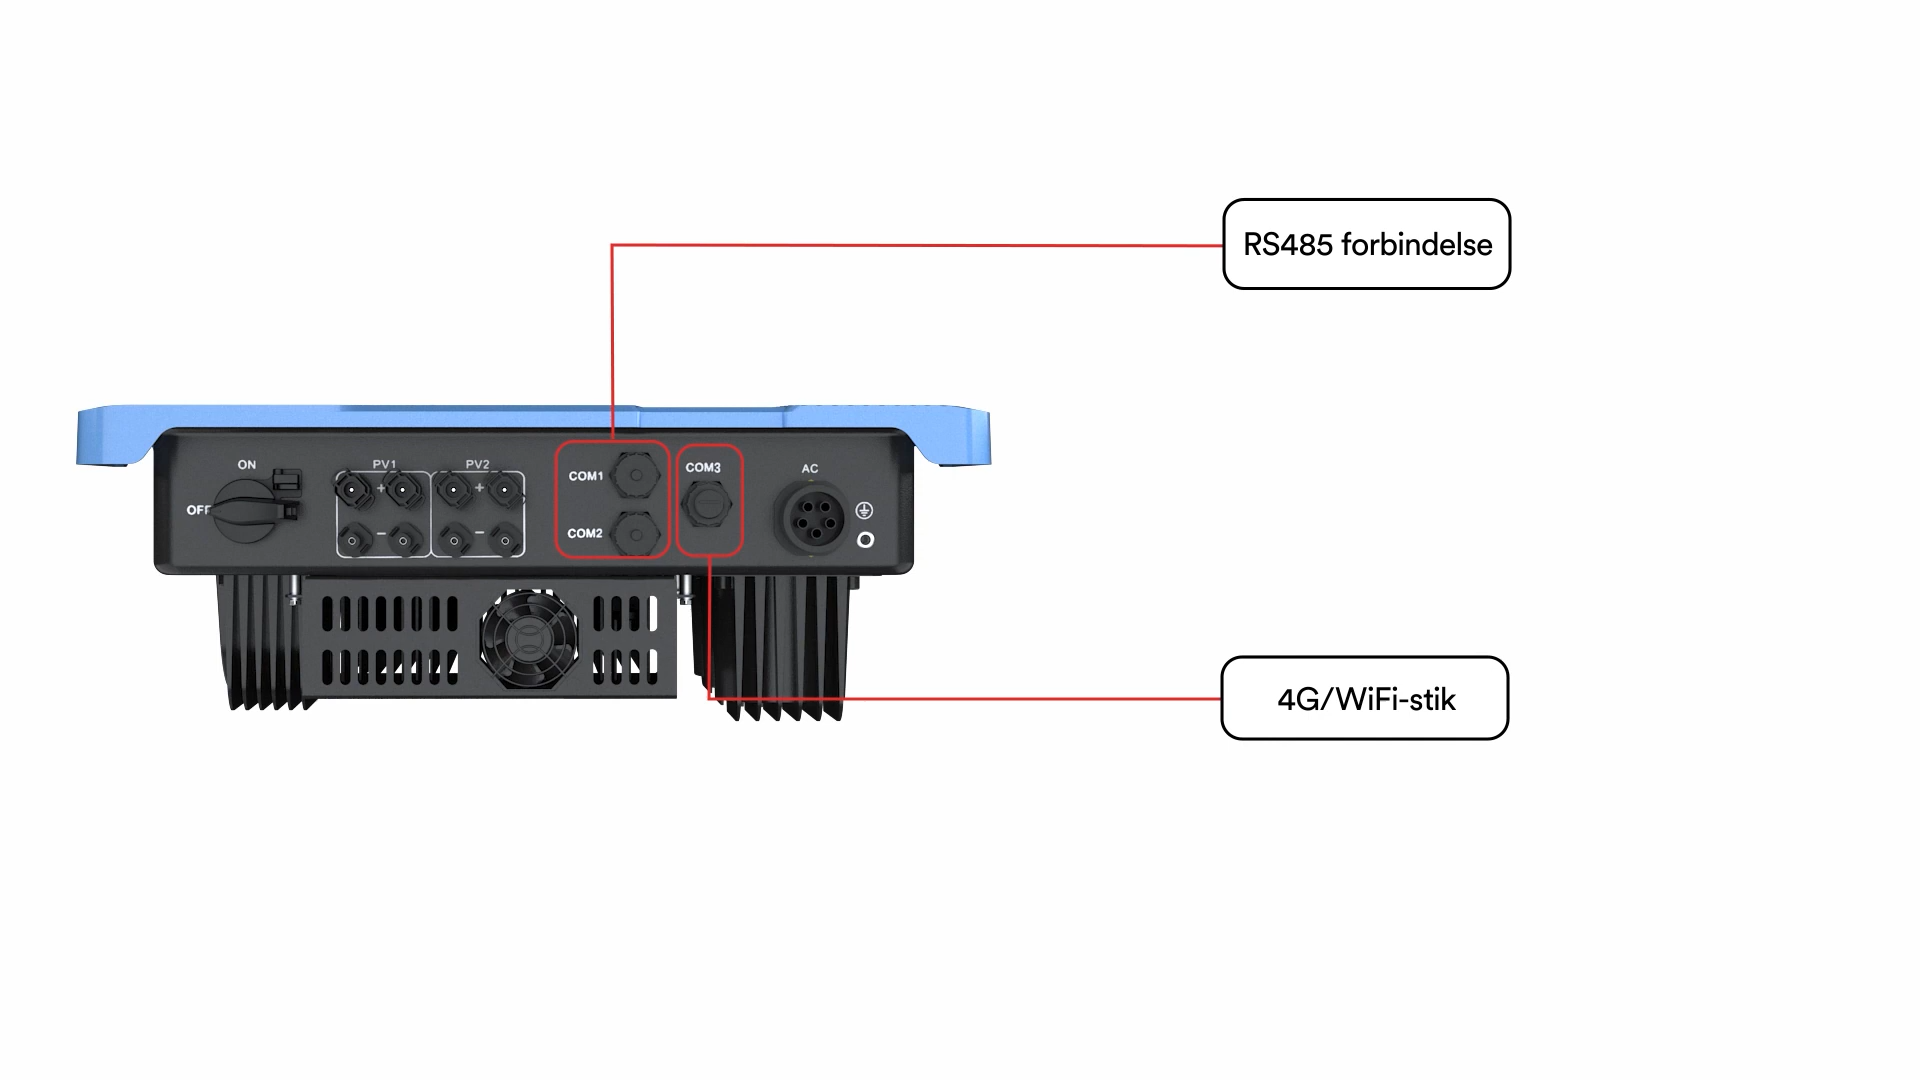 RS485 forbindelse
ON
OFF
PV1
PV2
+
+
-
-
COM1
COM2
COM3
AC
4G/WiFi-stik